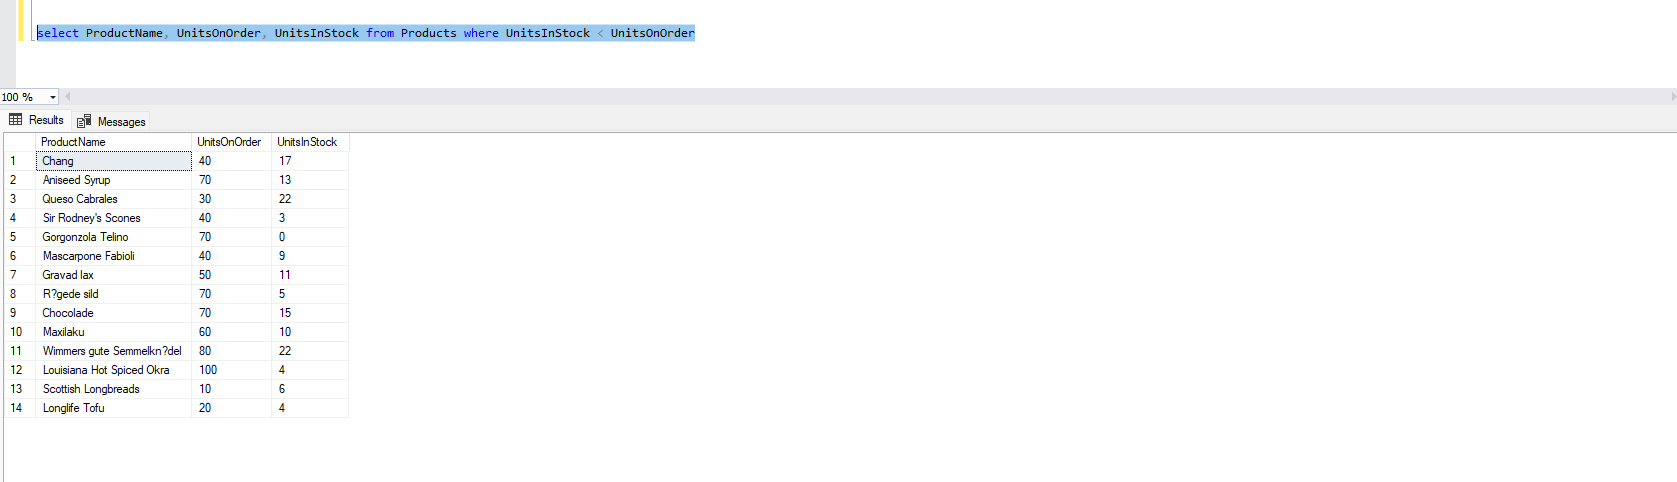 select ProductName, UnitsOnOrder, UnitsInStock from Products where UnitsInStock < UnitsOnOrder
100 %
Results Messages
ProductName UnitsOnOrder UnitsInStock
1 Chang 40 17
2 Aniseed Syrup 70 13
3 Queso Cabrales 30 22
4 Sir Rodney's Scones 40 3
5 Gorgonzola Telino 70 0
6 Mascarpone Fabioli 40 9
7 Gravad lax 50 11
8 R?gede sild 70 5
9 Chocolade 70 15
10 Maxilaku 60 10
11 Wimmers gute Semmelkn?del 80 22
12 Louisiana Hot Spiced Okra 100 4
13 Scottish Longbreads 10 6
14 Longlife Tofu 20 4